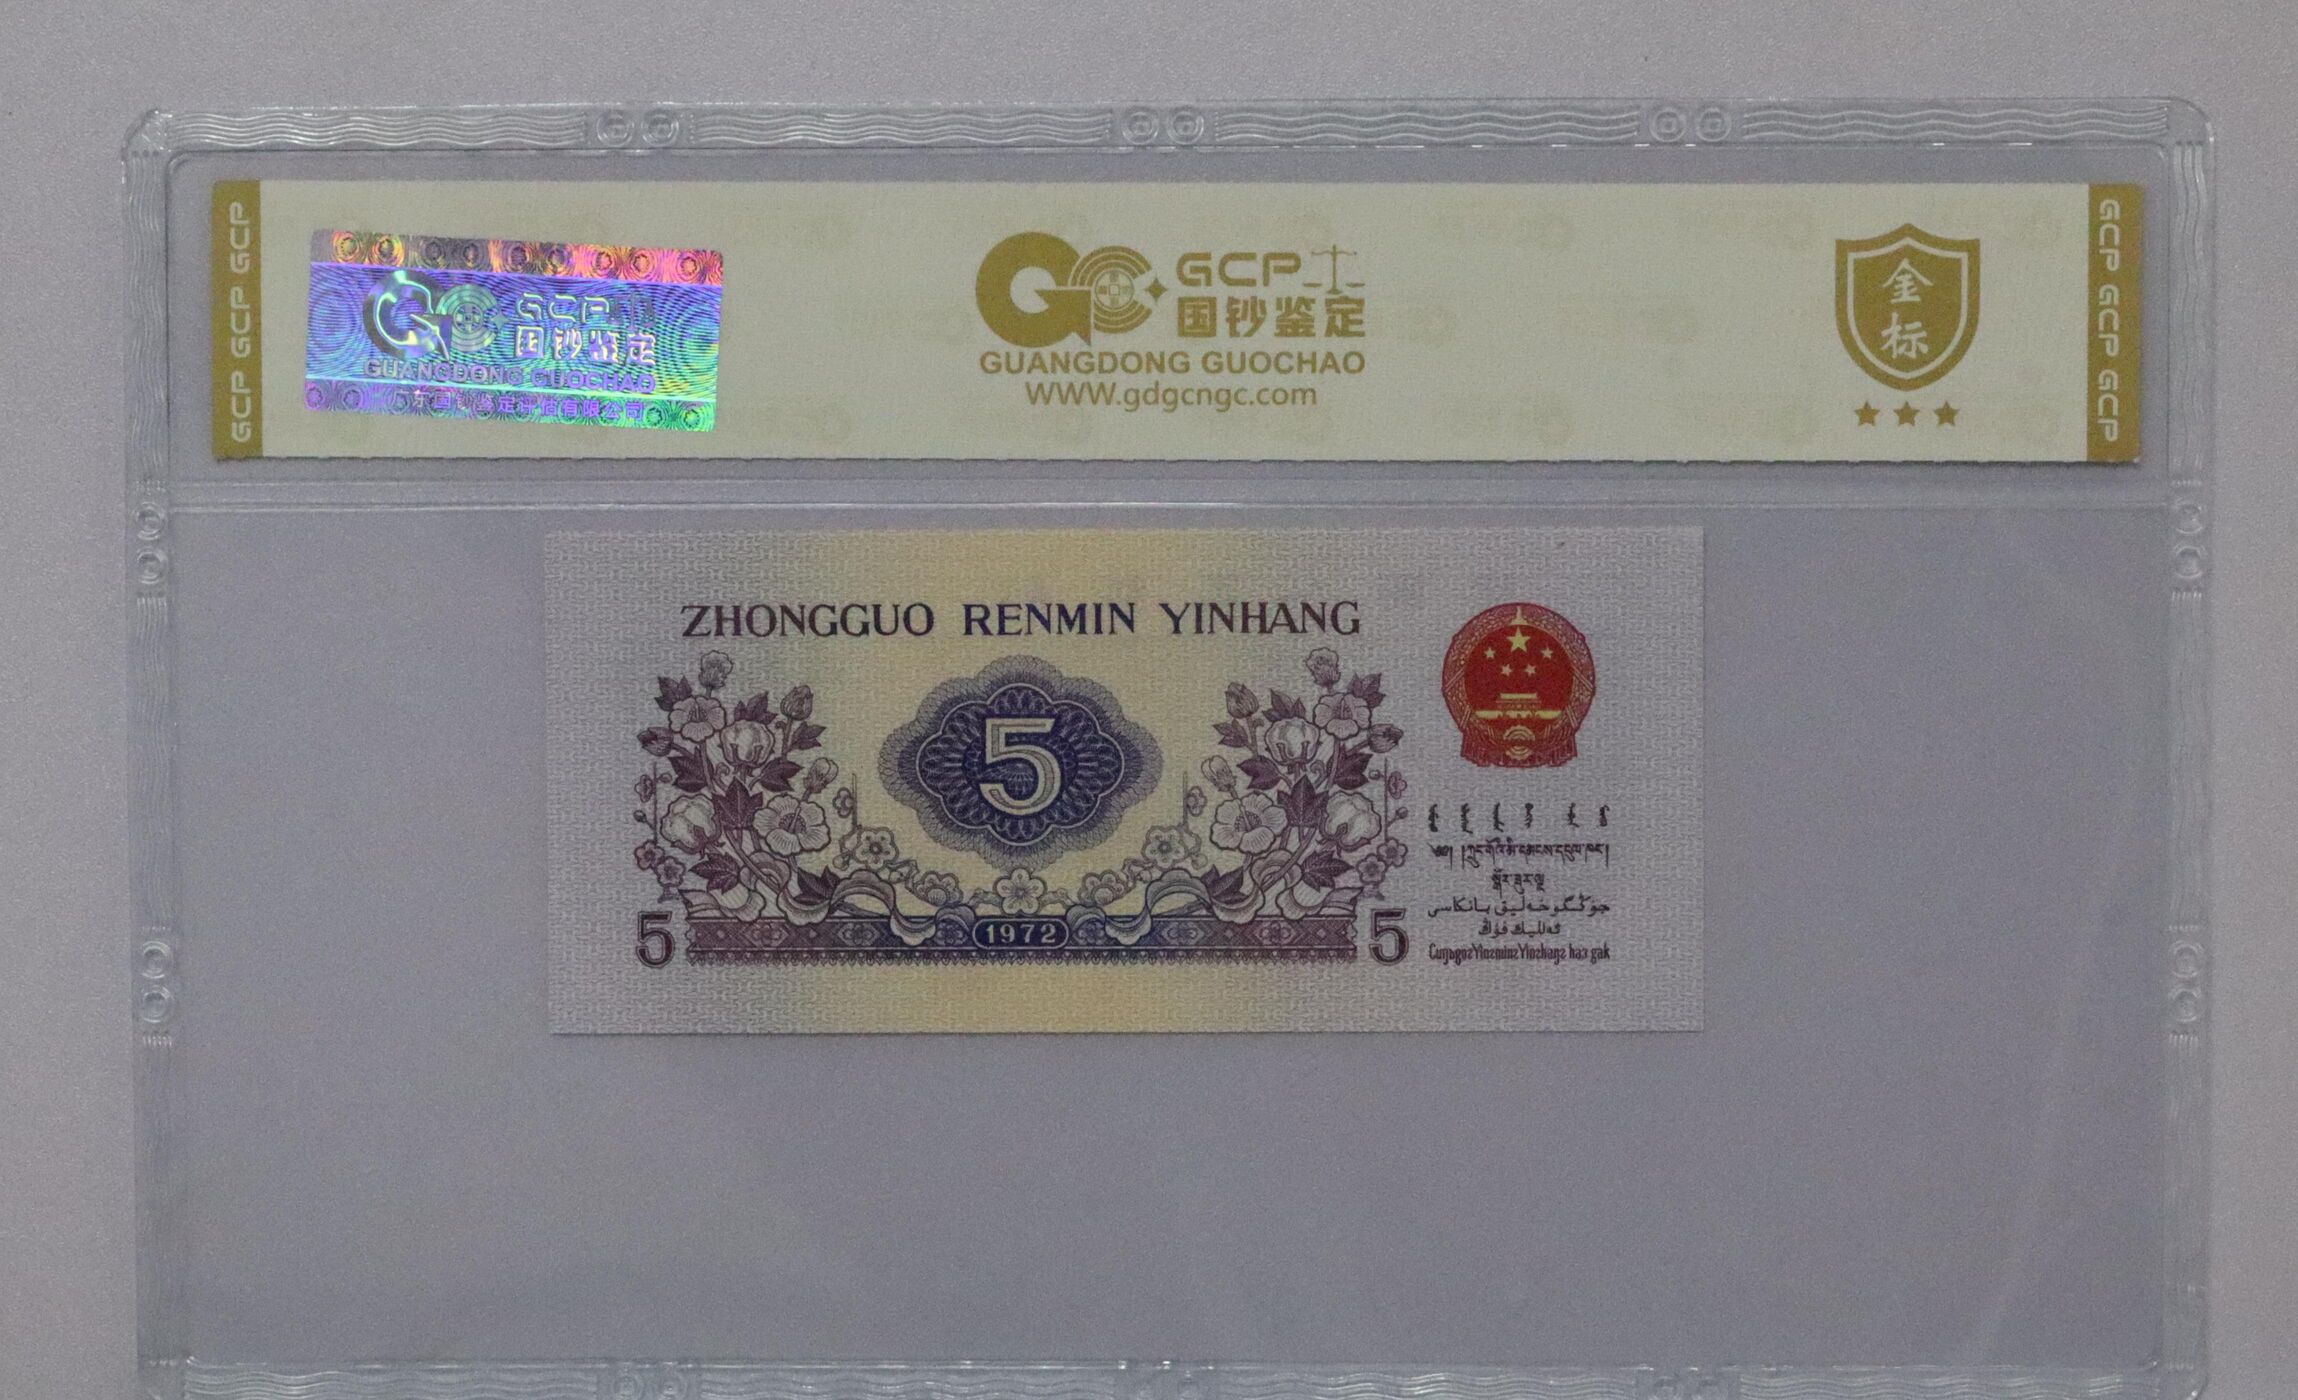 GCP GCP GCP
GCP
国钞鉴定
GUANGDONG GUOCHAO
广东国钞鉴定评估有限公司
GCP
国钞鉴定
GUANGDONG GUOCHAO
WWW.gdgcngc.com
金
标
GCP GCP GCP
ZHONGGUO RENMIN YINHANG
5
5
1972
5
جۇڭگوخەلىق بانكاسى